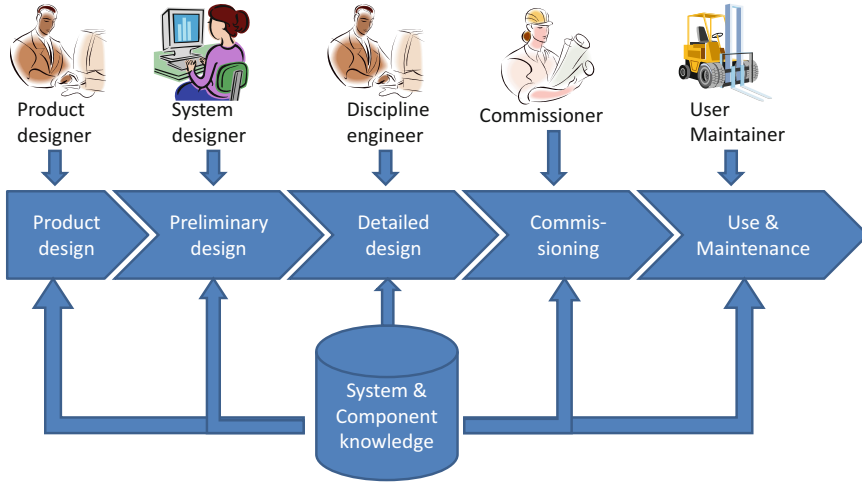 Product
designer
System
designer
Discipline
engineer
Commissioner
User
Maintainer
Product
design
Preliminary
design
Detailed
design
Commis-
sioning
Use &
Maintenance
System &
Component
knowledge